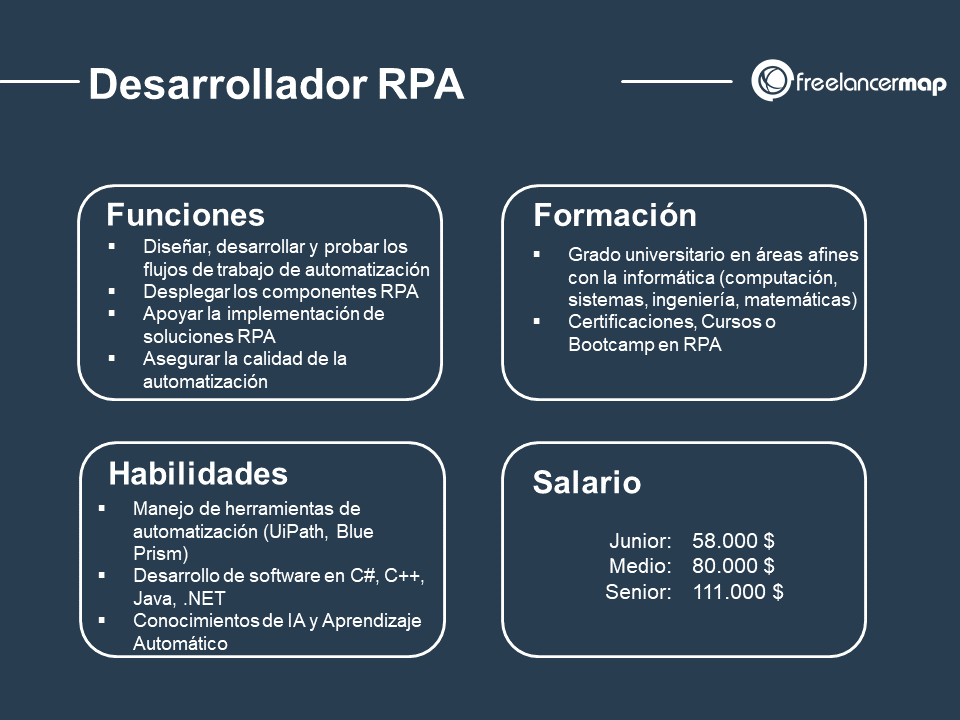 Desarrollador RPA
freelancermap
Funciones
▪ Diseñar, desarrollar y probar los
flujos de trabajo de automatización
▪ Desplegar los componentes RPA
▪ Apoyar la implementación de
soluciones RPA
▪ Asegurar la calidad de la
automatización
Formación
▪ Grado universitario en áreas afines
con la informática (computación,
sistemas, ingeniería, matemáticas)
▪ Certificaciones, Cursos o
Bootcamp en RPA
Habilidades
▪ Manejo de herramientas de
automatización (UiPath, Blue
Prism)
▪ Desarrollo de software en C#, C++,
Java, .NET
▪ Conocimientos de IA y Aprendizaje
Automático
Salario
Junior: 58.000 $
Medio: 80.000 $
Senior: 111.000 $